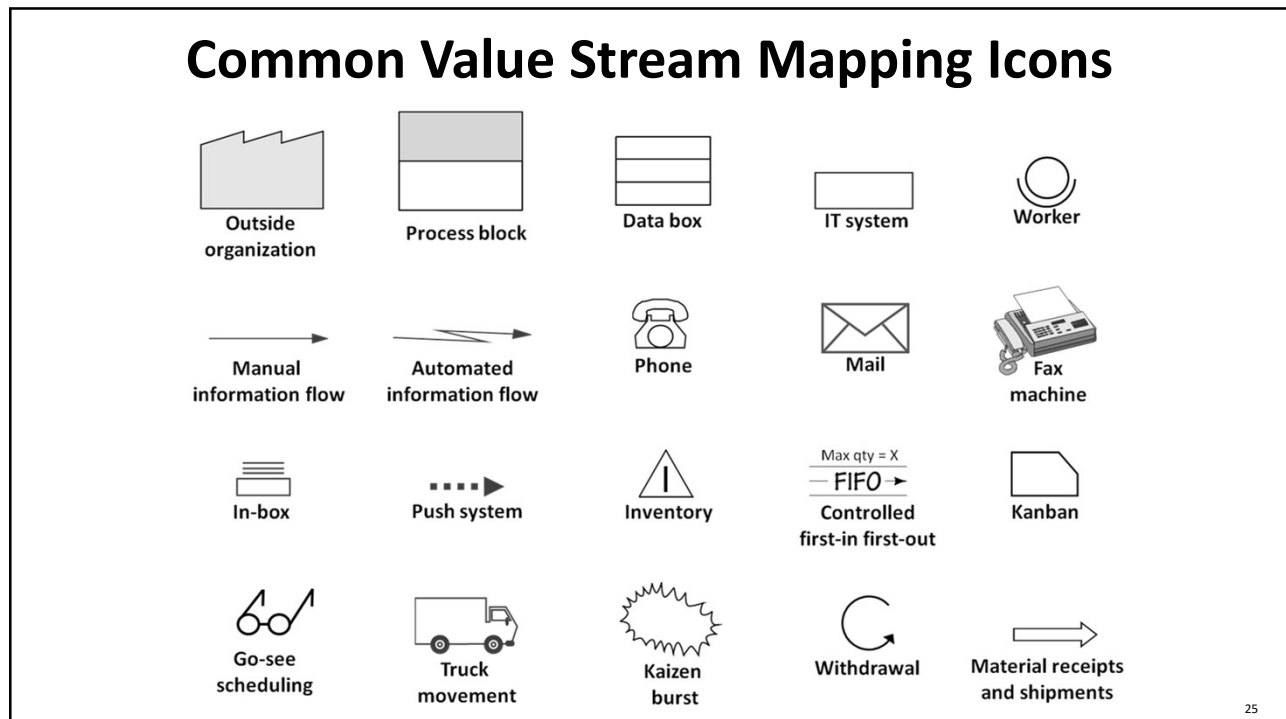 Common Value Stream Mapping Icons
Outside
organization
Process block
Data box
IT system
Worker
Manual
information flow
Automated
information flow
Phone
Mail
Fax
machine
In-box
Push system
I
Inventory
Max qty = X
FIFO
Controlled
first-in first-out
Kanban
Go-see
scheduling
Truck
movement
Kaizen
burst
Withdrawal
Material receipts
and shipments
25